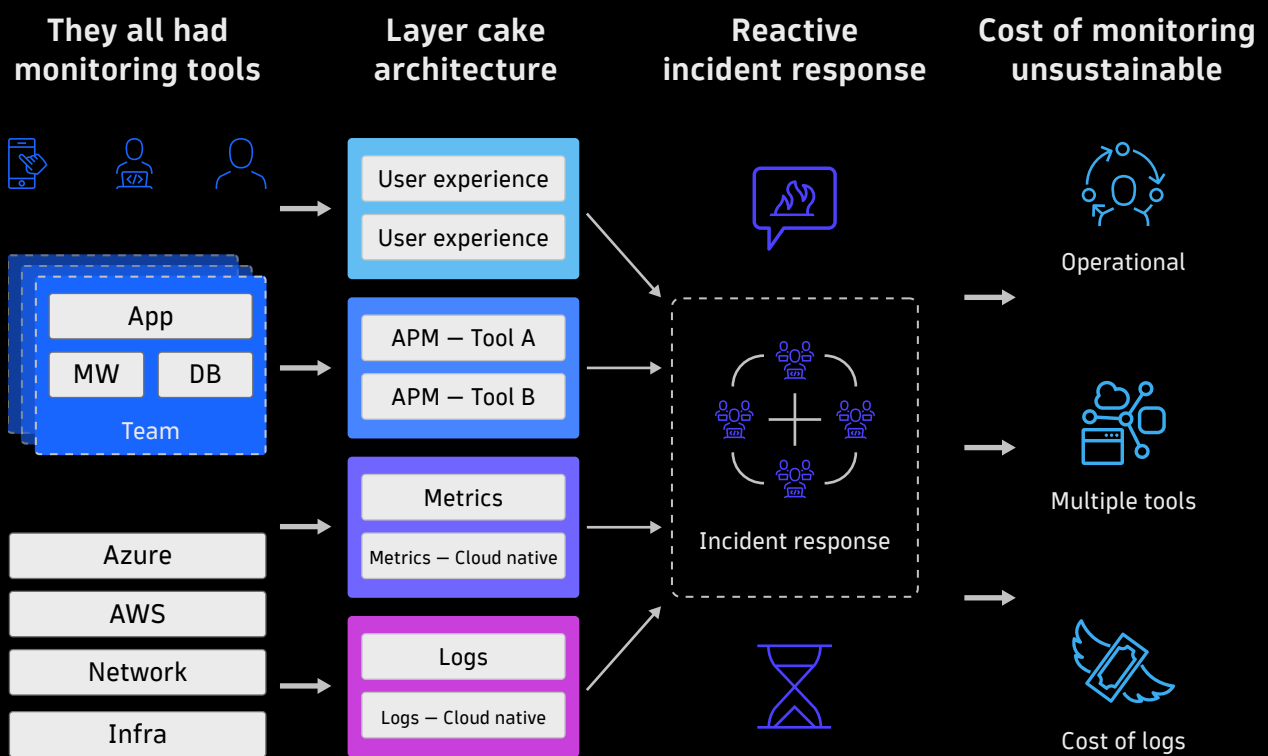 They all had
monitoring tools
Layer cake
architecture
Reactive
incident response
Cost of monitoring
unsustainable
App
MW
DB
Team
Azure
AWS
Network
Infra
User experience
User experience
APM – Tool A
APM – Tool B
Metrics
Metrics – Cloud native
Logs
Logs – Cloud native
Incident response
Operational
Multiple tools
Cost of logs